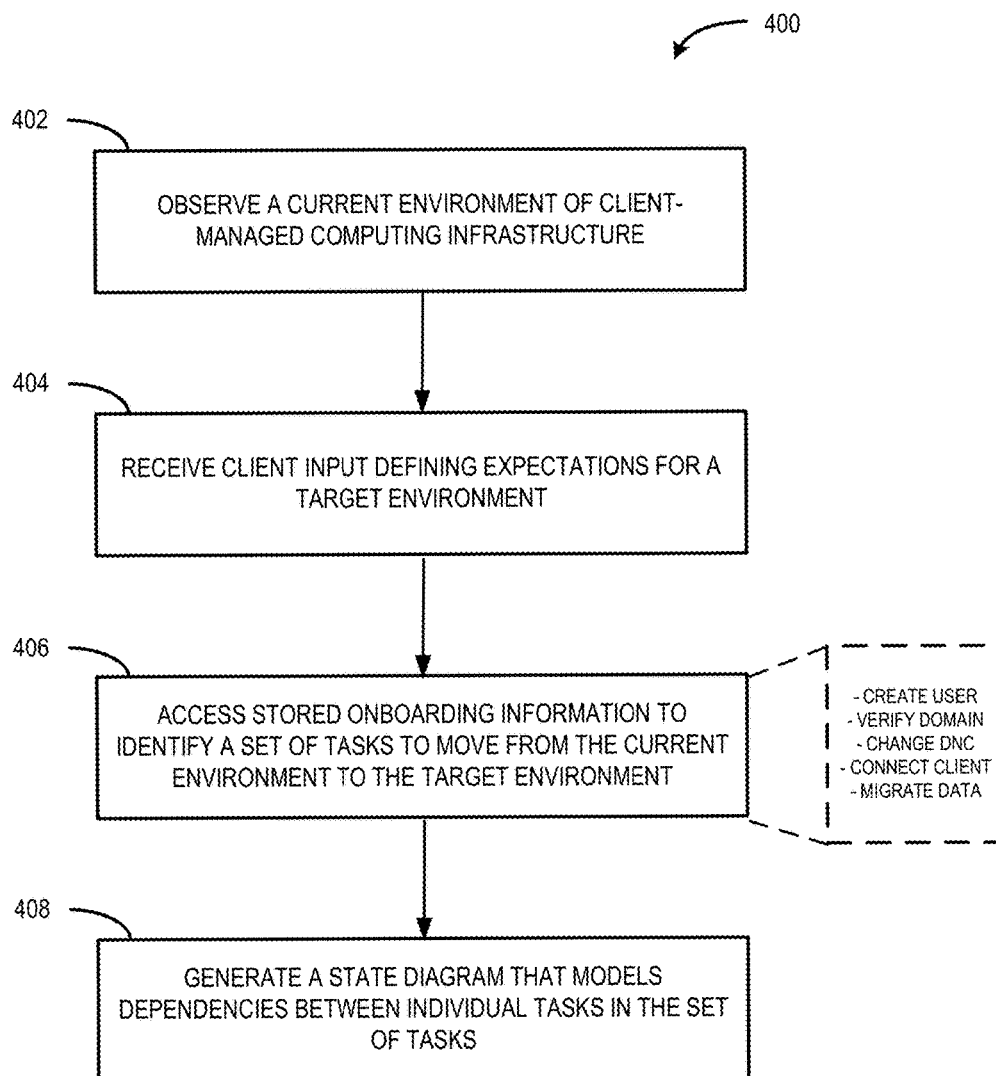 400
402
OBSERVE A CURRENT ENVIRONMENT OF CLIENT-
MANAGED COMPUTING INFRASTRUCTURE
404
RECEIVE CLIENT INPUT DEFINING EXPECTATIONS FOR A
TARGET ENVIRONMENT
406
ACCESS STORED ONBOARDING INFORMATION TO
IDENTIFY A SET OF TASKS TO MOVE FROM THE CURRENT
ENVIRONMENT TO THE TARGET ENVIRONMENT
- CREATE USER
- VERIFY DOMAIN
- CHANGE DNC
- CONNECT CLIENT
- MIGRATE DATA
408
GENERATE A STATE DIAGRAM THAT MODELS
DEPENDENCIES BETWEEN INDIVIDUAL TASKS IN THE SET
OF TASKS